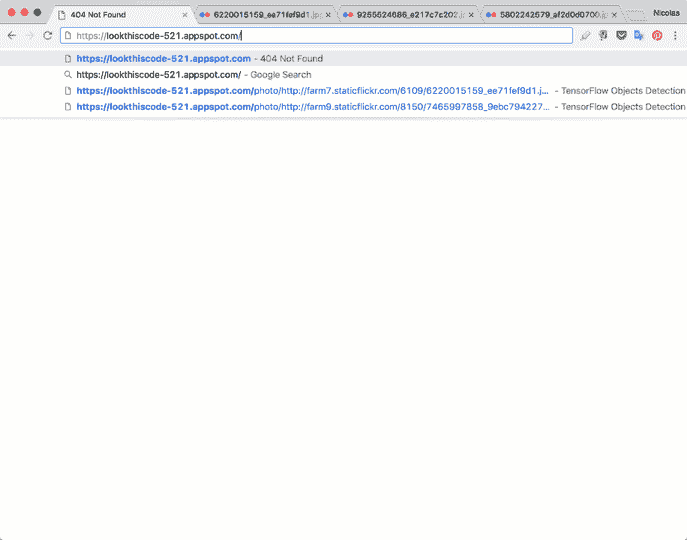 404 Not Found 6220015159_ee71fef9d1.jpg 9255524686_e217c7c202.jp 5802242579_af2d0d0700.jp Nicolas
https://lookthiscode-521.appspot.com/
https://lookthiscode-521.appspot.com - 404 Not Found
https://lookthiscode-521.appspot.com/ - Google Search
https://lookthiscode-521.appspot.com/photo/http://farm7.staticflickr.com/6109/6220015159_ee71fef9d1.j... - TensorFlow Objects Detection
https://lookthiscode-521.appspot.com/photo/http://farm9.staticflickr.com/8150/7465997858_9ebc794227... - TensorFlow Objects Detection